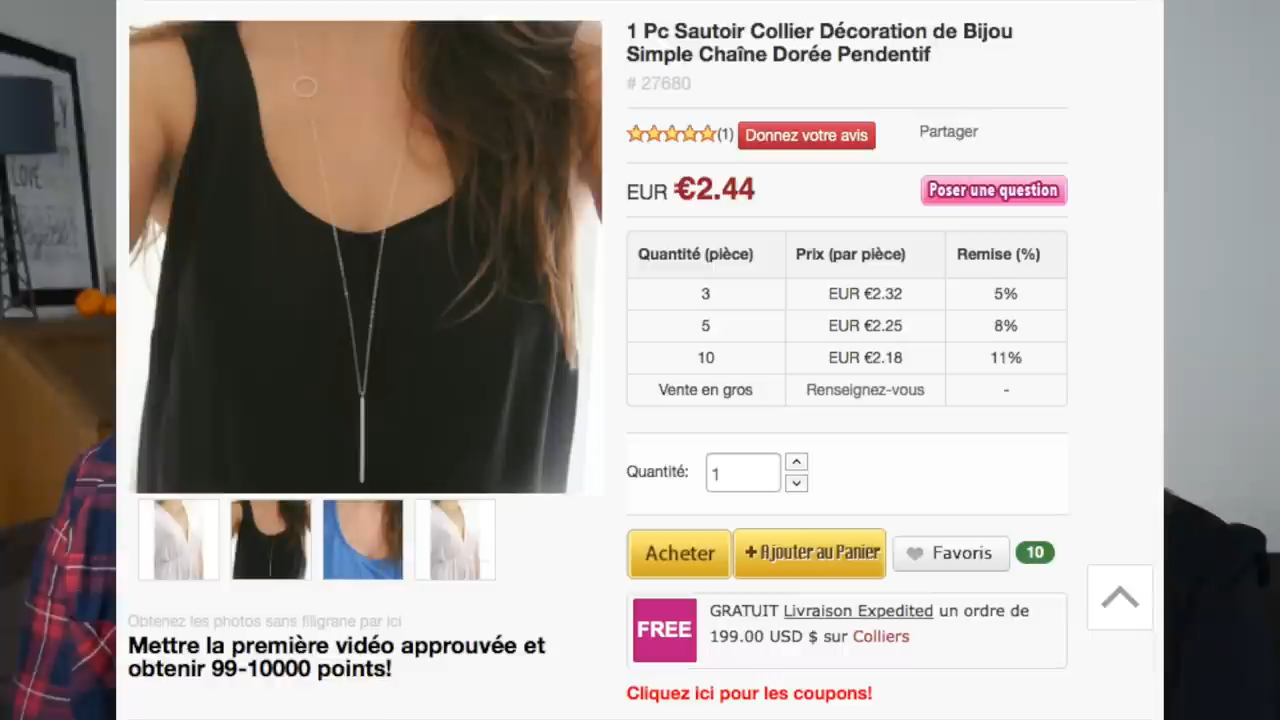 LOVE
1 Pc Sautoir Collier Décoration de Bijou
Simple Chaîne Dorée Pendentif
# 27680
(1) Donnez votre avis Partager
EUR €2.44 Poser une question
Quantité (pièce) Prix (par pièce) Remise (%)
3 EUR €2.32 5%
5 EUR €2.25 8%
10 EUR €2.18 11%
Vente en gros Renseignez-vous -
Quantité: 1
Acheter + Ajouter au Panier Favoris 10
FREE GRATUIT Livraison Expedited un ordre de
199.00 USD $ sur Colliers
Cliquez ici pour les coupons!
Obtenez les photos sans filigrane par ici
Mettre la première vidéo approuvée et
obtenir 99-10000 points!